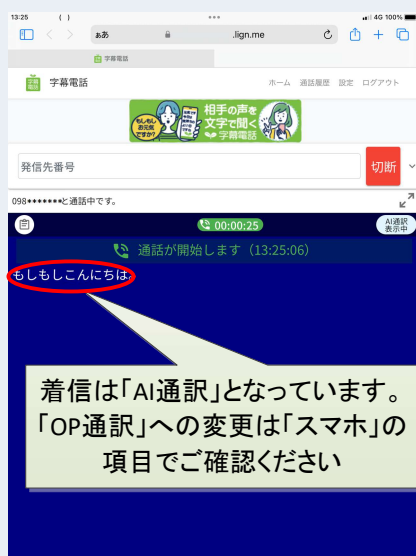 13:25 ( ) 4G 100%
ああ .lign.me
字幕電話
字幕電話 ホーム 通話履歴 設定 ログアウト
もしもし
お元気
ですか?
相手の声を
文字で聞く
字幕電話
発信先番号 切断
098*******と通話中です。
00:00:25 AI通訳
表示中
通話が開始します（13:25:06）
もしもしこんにちは。
着信は｢AI通訳｣となっています。
｢OP通訳｣への変更は｢スマホ｣の
項目でご確認ください